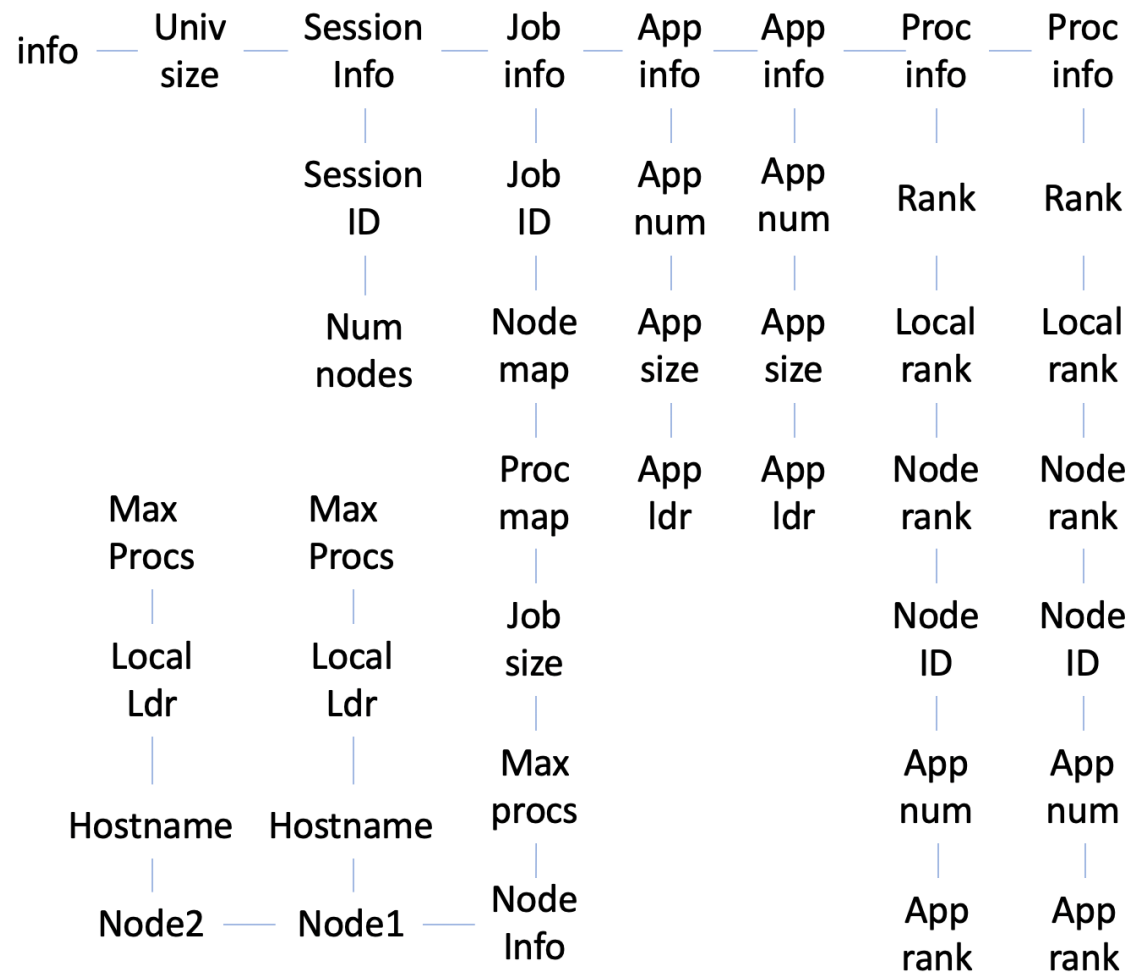 info
Univ
size
Session
Info
Job
info
App
info
App
info
Proc
info
Proc
info
Session
ID
Job
ID
App
num
App
num
Rank
Rank
Num
nodes
Node
map
App
size
App
size
Local
rank
Local
rank
Max
Procs
Max
Procs
Proc
map
App
ldr
App
ldr
Node
rank
Node
rank
Local
Ldr
Local
Ldr
Job
size
Node
ID
Node
ID
Hostname
Hostname
Max
procs
App
num
App
num
Node2
Node1
Node
Info
App
rank
App
rank